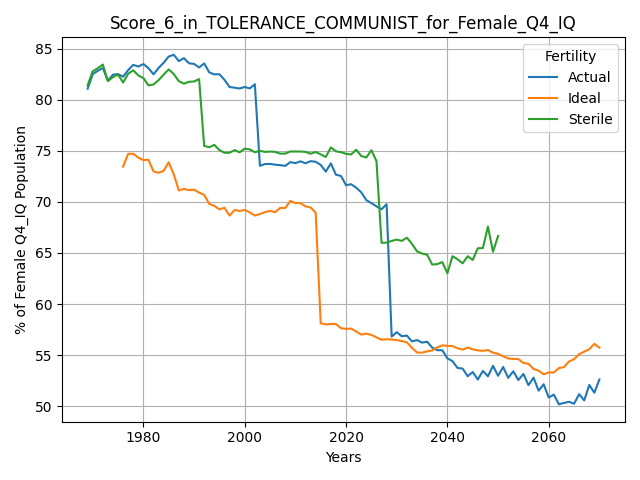 Score_6_in_TOLERANCE_COMMUNIST_for_Female_Q4_IQ
Fertility
Actual
Ideal
Sterile
% of Female Q4_IQ Population
85
80
75
70
65
60
55
50
1980
2000
2020
2040
2060
Years